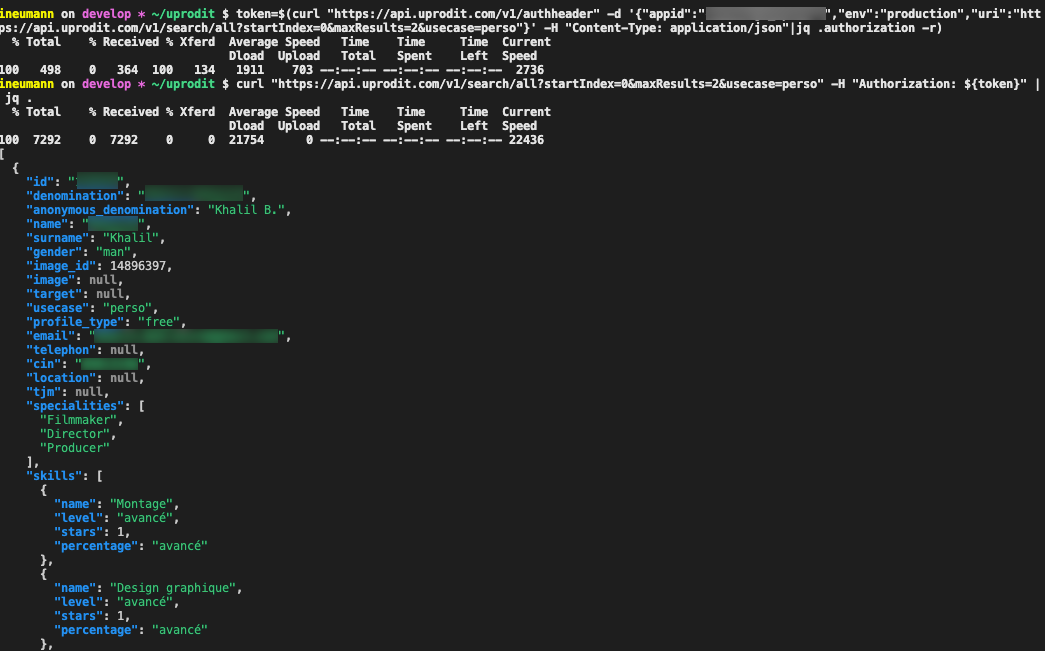 ineumann on develop * ~/uprodit $ token=$(curl "https://api.uprodit.com/v1/authheader" -d '{"appid":"","env":"production","uri":"htt
ps://api.uprodit.com/v1/search/all?startIndex=0&maxResults=2&usecase=perso"}' -H "Content-Type: application/json"|jq .authorization -r)
% Total % Received % Xferd Average Speed Time Time Time Current
Dload Upload Total Spent Left Speed
100 498 0 364 100 134 1911 703 --:--:-- --:--:-- --:--:-- 2736
ineumann on develop * ~/uprodit $ curl "https://api.uprodit.com/v1/search/all?startIndex=0&maxResults=2&usecase=perso" -H "Authorization: ${token}" |
jq .
% Total % Received % Xferd Average Speed Time Time Time Current
Dload Upload Total Spent Left Speed
100 7292 0 7292 0 0 21754 0 --:--:-- --:--:-- --:--:-- 22436
[
{
"id": "",
"denomination": "",
"anonymous_denomination": "Khalil B.",
"name": "",
"surname": "Khalil",
"gender": "man",
"image_id": 14896397,
"image": null,
"target": null,
"usecase": "perso",
"profile_type": "free",
"email": "",
"telephon": null,
"cin": "",
"location": null,
"tjm": null,
"specialities": [
"Filmmaker",
"Director",
"Producer"
],
"skills": [
{
"name": "Montage",
"level": "avancé",
"stars": 1,
"percentage": "avancé"
},
{
"name": "Design graphique",
"level": "avancé",
"stars": 1,
"percentage": "avancé"
},